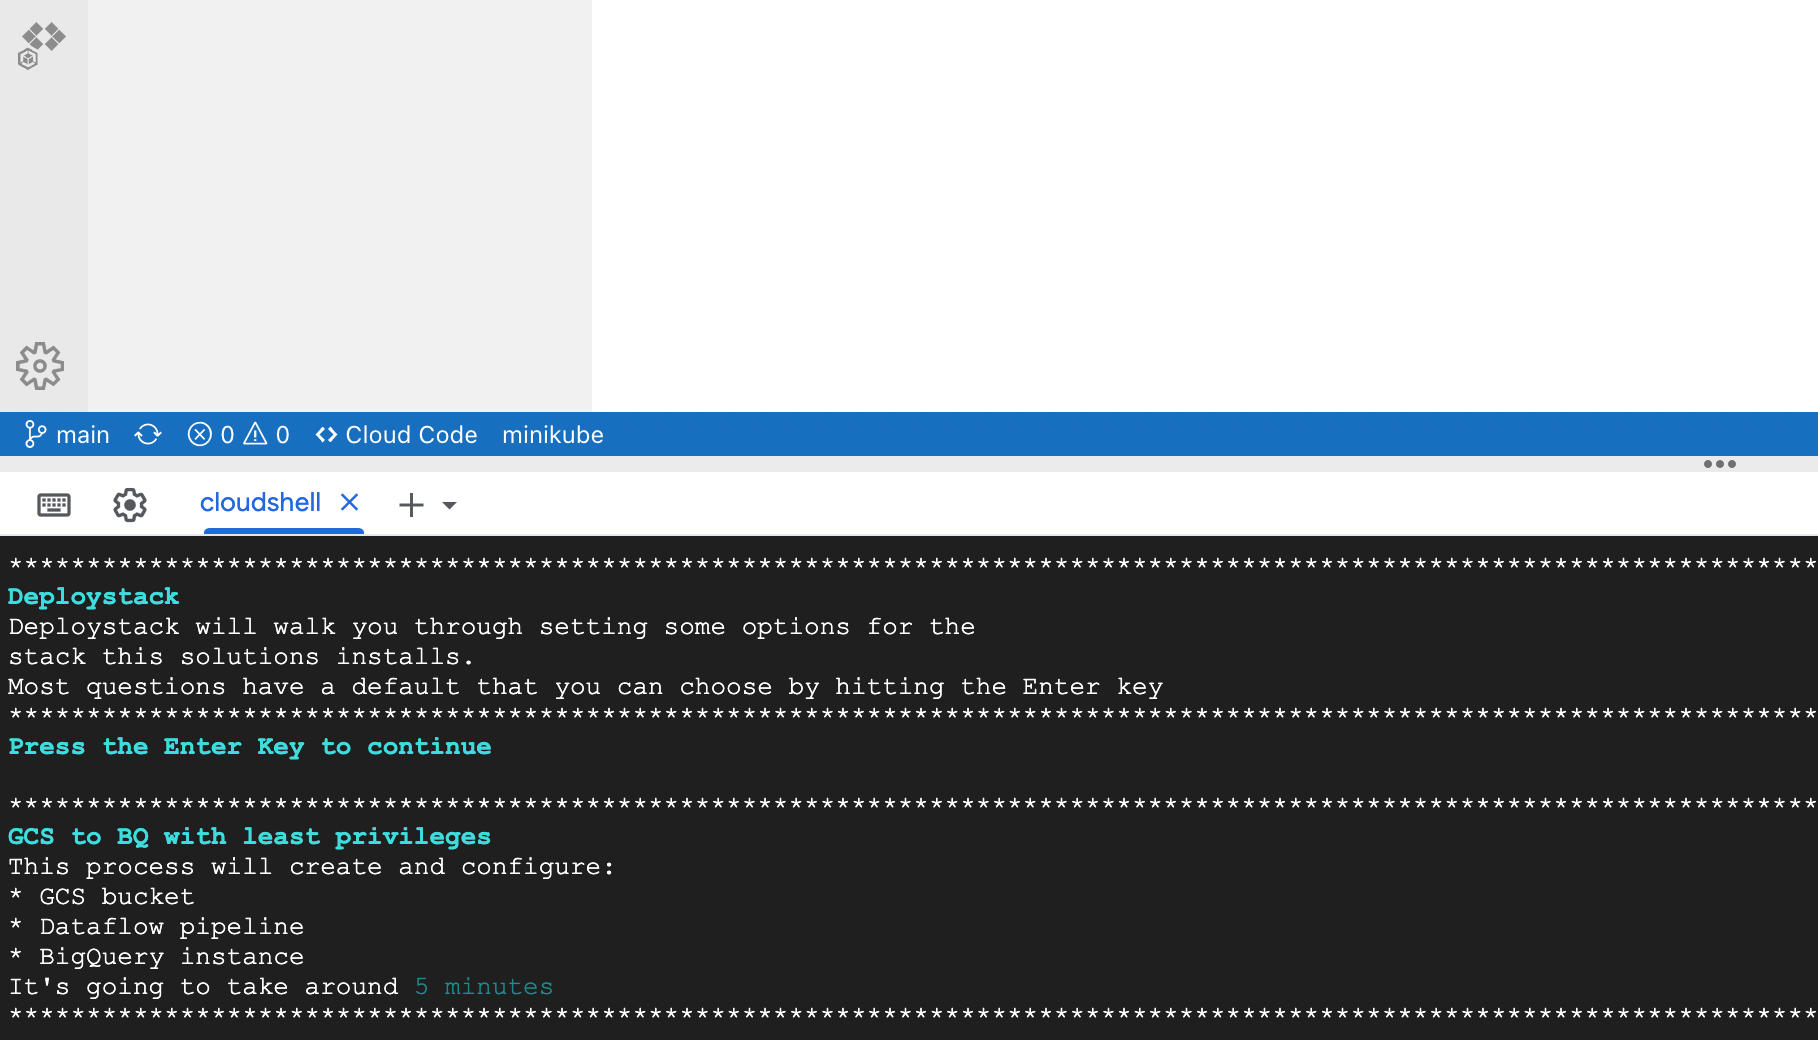 main 0 0 Cloud Code minikube
cloudshell
********************************************************************************************************************
Deploystack
Deploystack will walk you through setting some options for the
stack this solutions installs.
Most questions have a default that you can choose by hitting the Enter key
********************************************************************************************************************
Press the Enter Key to continue
********************************************************************************************************************
GCS to BQ with least privileges
This process will create and configure:
* GCS bucket
* Dataflow pipeline
* BigQuery instance
It's going to take around 5 minutes
********************************************************************************************************************